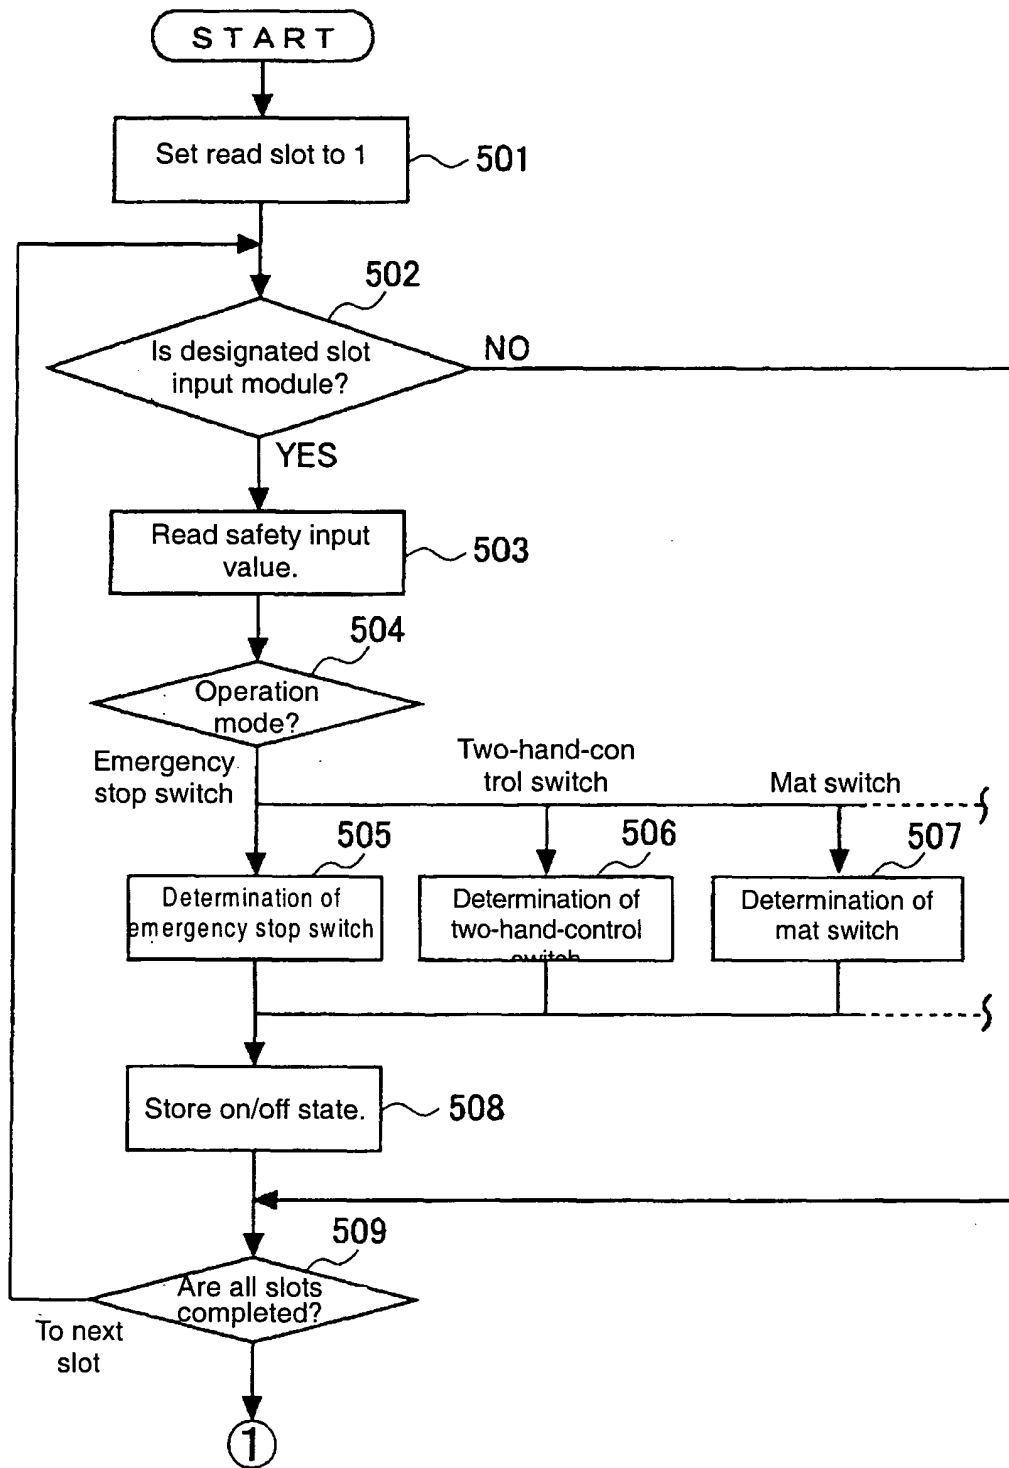 START
Set read slot to 1
501
502
Is designated slot
input module?
NO
YES
Read safety input
value.
503
504
Operation
mode?
Emergency
stop switch
Two-hand-con
trol switch
Mat switch
505
506
507
Determination of
emergency stop switch
Determination of
two-hand-control
switch
Determination of
mat switch
Store on/off state.
508
509
Are all slots
completed?
To next
slot
1